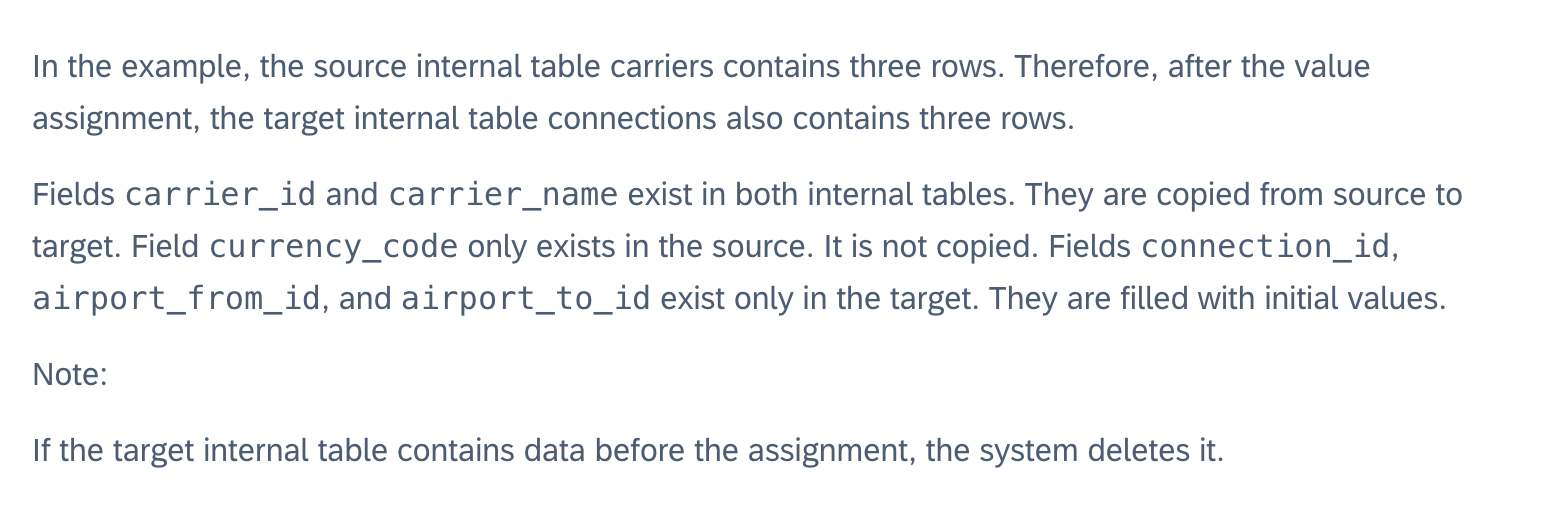 In the example, the source internal table carriers contains three rows. Therefore, after the value
assignment, the target internal table connections also contains three rows.
Fields carrier_id and carrier_name exist in both internal tables. They are copied from source to
target. Field currency_code only exists in the source. It is not copied. Fields connection_id,
airport_from_id, and airport_to_id exist only in the target. They are filled with initial values.
Note:
If the target internal table contains data before the assignment, the system deletes it.